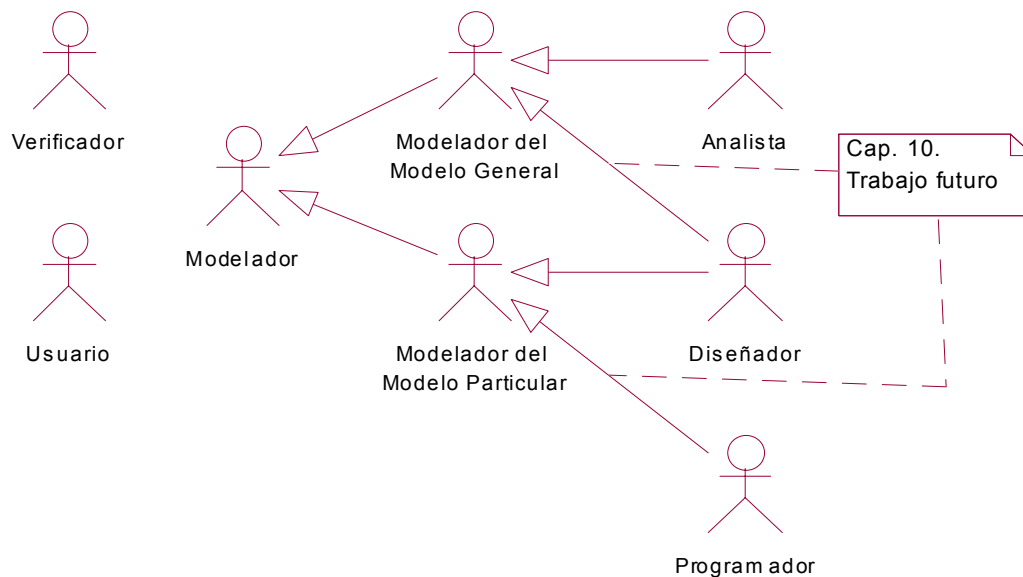 Verificador
Modelador del
Modelo General
Analista
Cap. 10.
Trabajo futuro
Modelador
Usuario
Modelador del
Modelo Particular
Diseñador
Programador